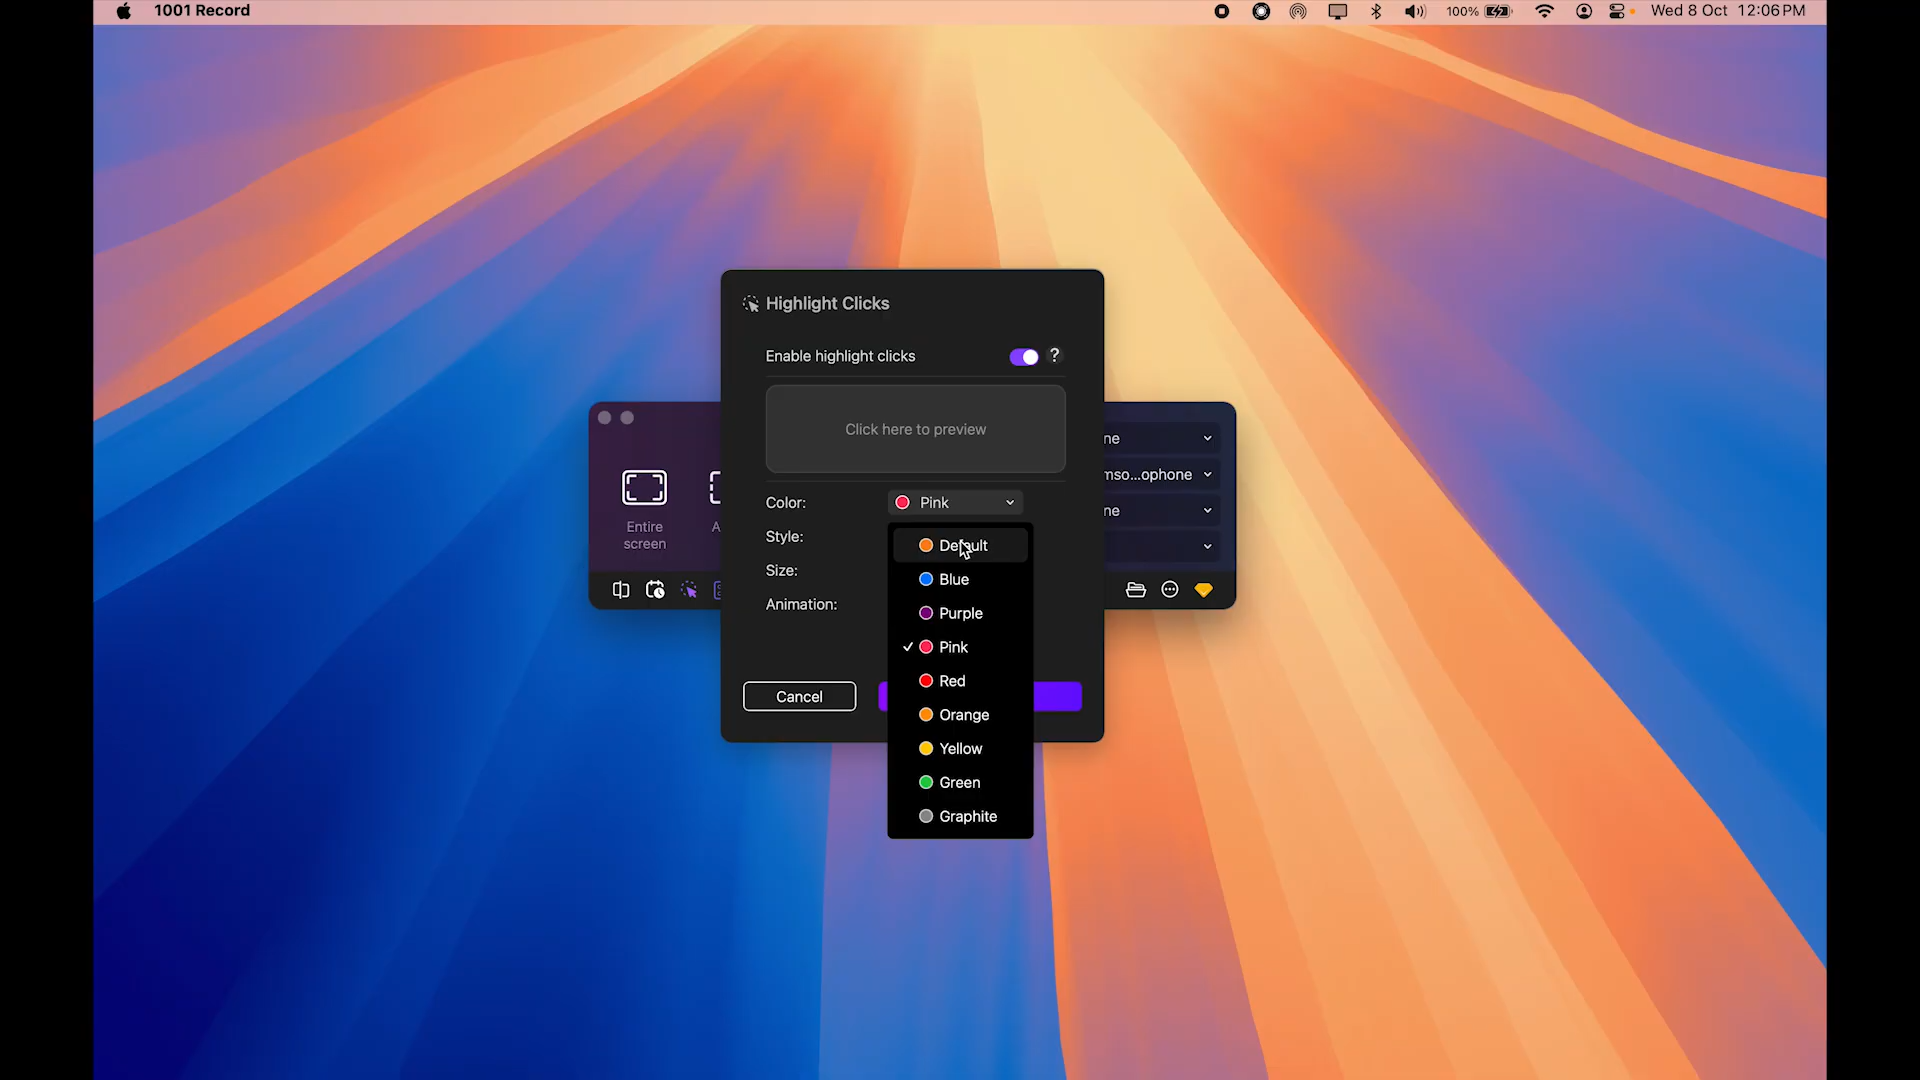 1001 Record
100%
Wed 8 Oct 12:06 PM
Highlight Clicks
Enable highlight clicks
?
Click here to preview
Color:
Pink
Style:
Size:
Animation:
Default
Blue
Purple
Pink
Red
Orange
Yellow
Green
Graphite
Cancel
Entire
screen
A
ne
mso...ophone
ne